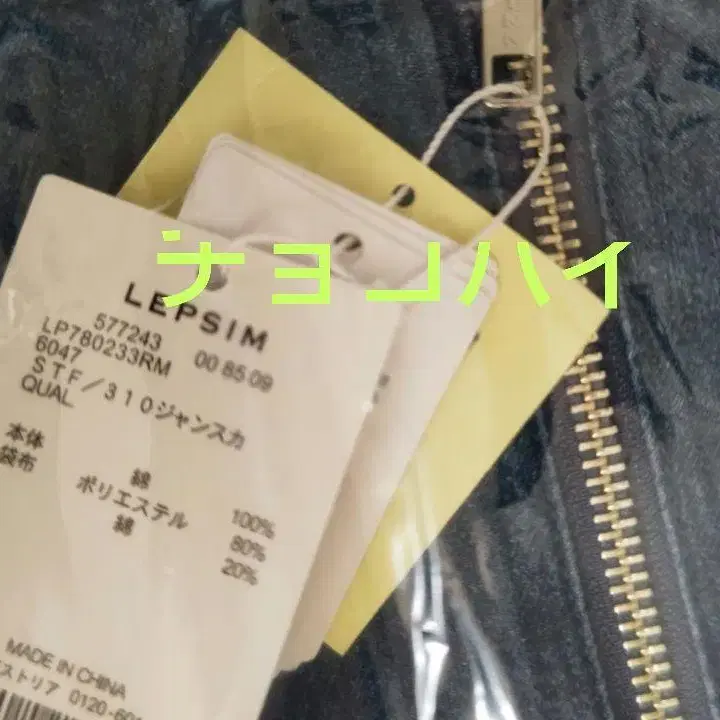 ナヨコハイ
LEPSIM
577243 00 85 09
LP780233RM
6047
STF/310ジャンスカ
QUAL
本体 綿 100%
袋布 ポリエステル 80%
綿 20%
MADE IN CHINA
ストリア 0120-60